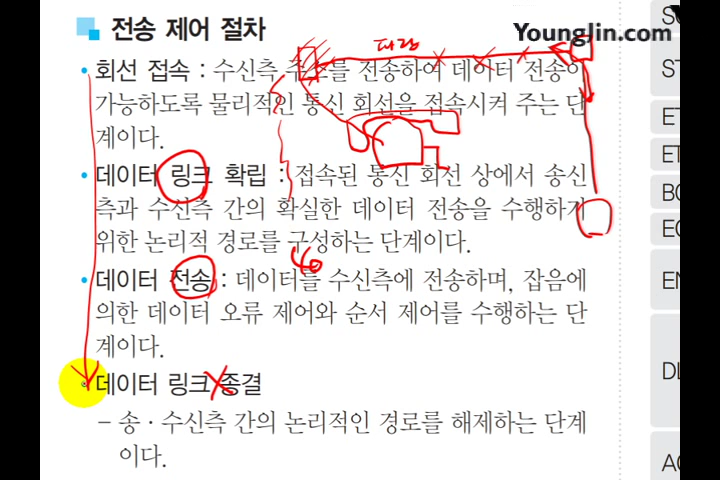 전송 제어 절차
Younglin.com
• 회선 접속 : 수신측 주소를 전송하여 데이터 전송이
가능하도록 물리적인 통신 회선을 접속시켜 주는 단
계이다.
• 데이터 링크 확립 : 접속된 통신 회선 상에서 송신
측과 수신측 간의 확실한 데이터 전송을 수행하기
위한 논리적 경로를 구성하는 단계이다.
• 데이터 전송 : 데이터를 수신측에 전송하며, 잡음에
의한 데이터 오류 제어와 순서 제어를 수행하는 단
계이다.
• 데이터 링크 종결
– 송·수신측 간의 논리적인 경로를 해제하는 단계
이다.
ST
ET
ET
EN